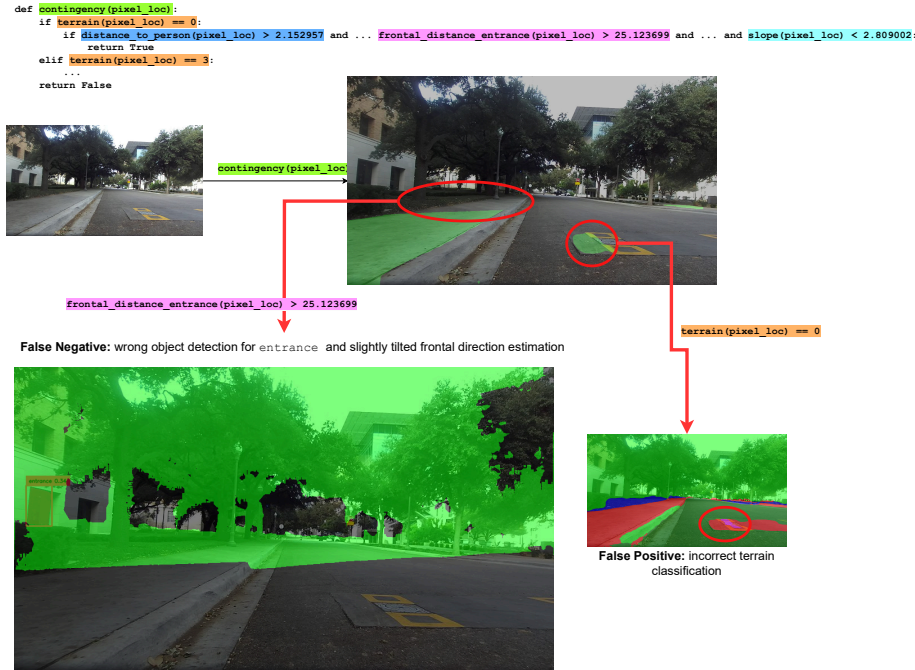 def contingency(pixel_loc):
if terrain(pixel_loc) == 0:
if distance_to_person(pixel_loc) > 2.152957 and ... frontal_distance_entrance(pixel_loc) > 25.123699 and ... and slope(pixel_loc) < 2.809002:
return True
elif terrain(pixel_loc) == 3:
...
return False
contingency(pixel_loc)
frontal_distance_entrance(pixel_loc) > 25.123699
terrain(pixel_loc) == 0
False Negative: wrong object detection for entrance and slightly tilted frontal direction estimation
entrance
False Positive: incorrect terrain
classification